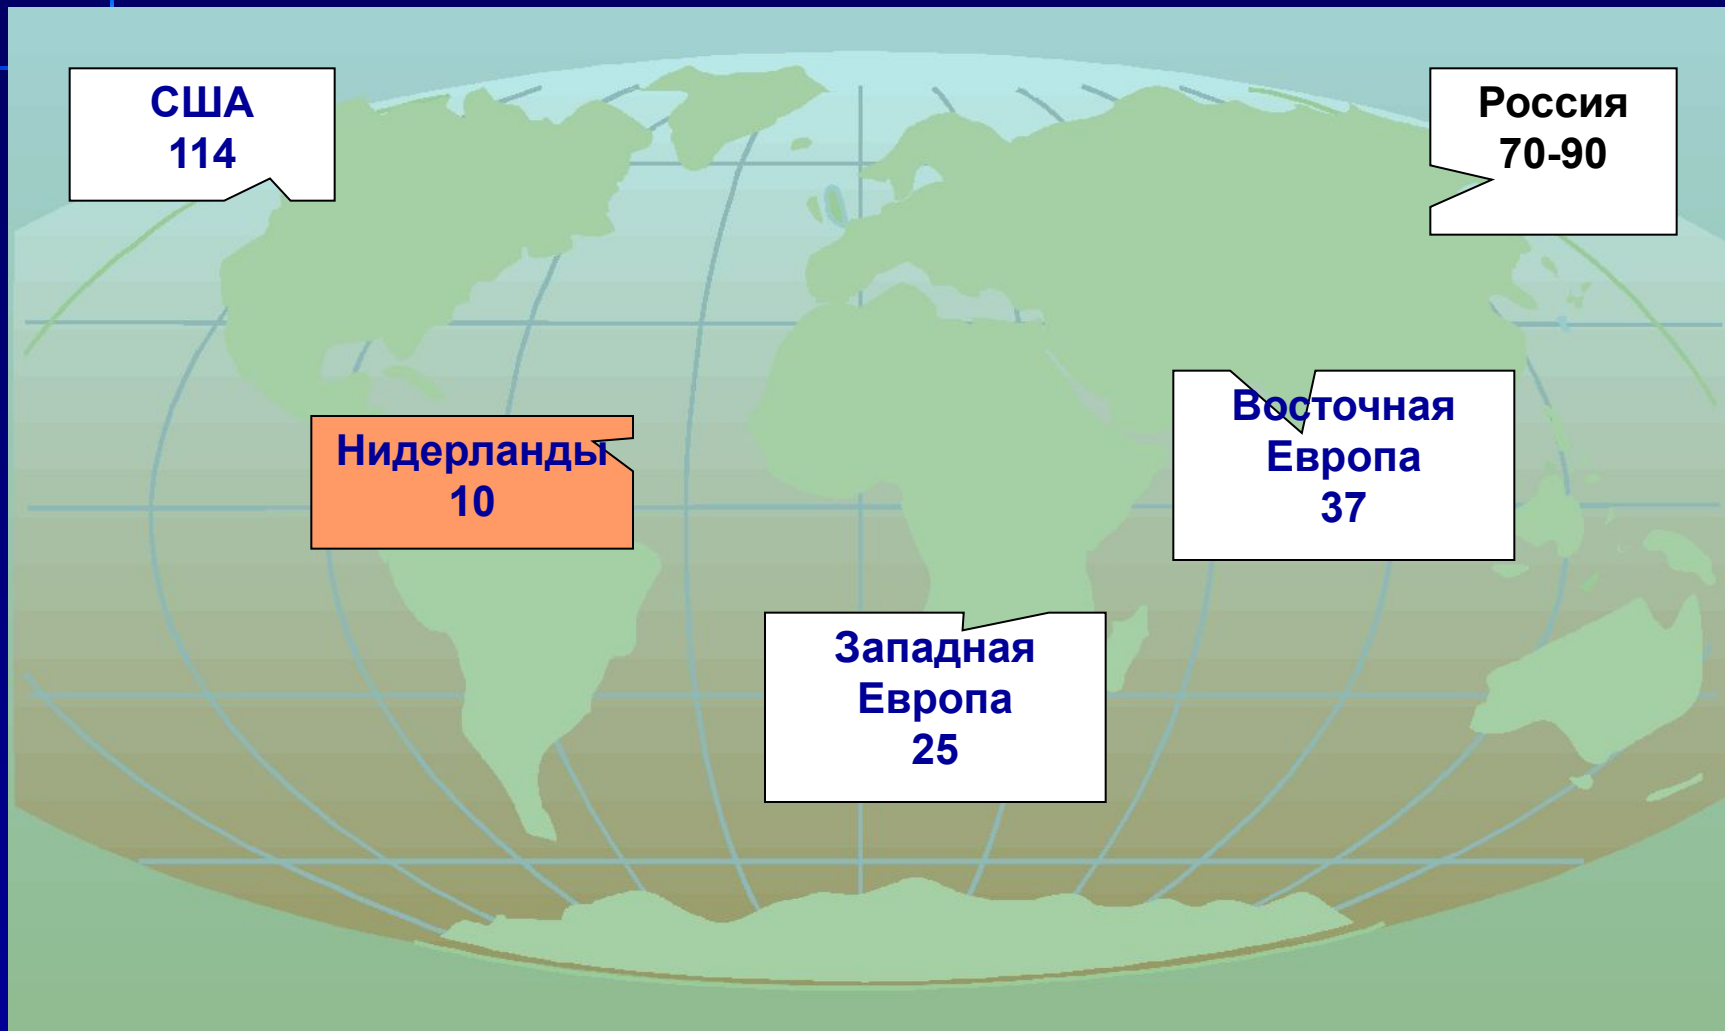 США
114
Россия
70-90
Нидерланды
10
Восточная
Европа
37
Западная
Европа
25